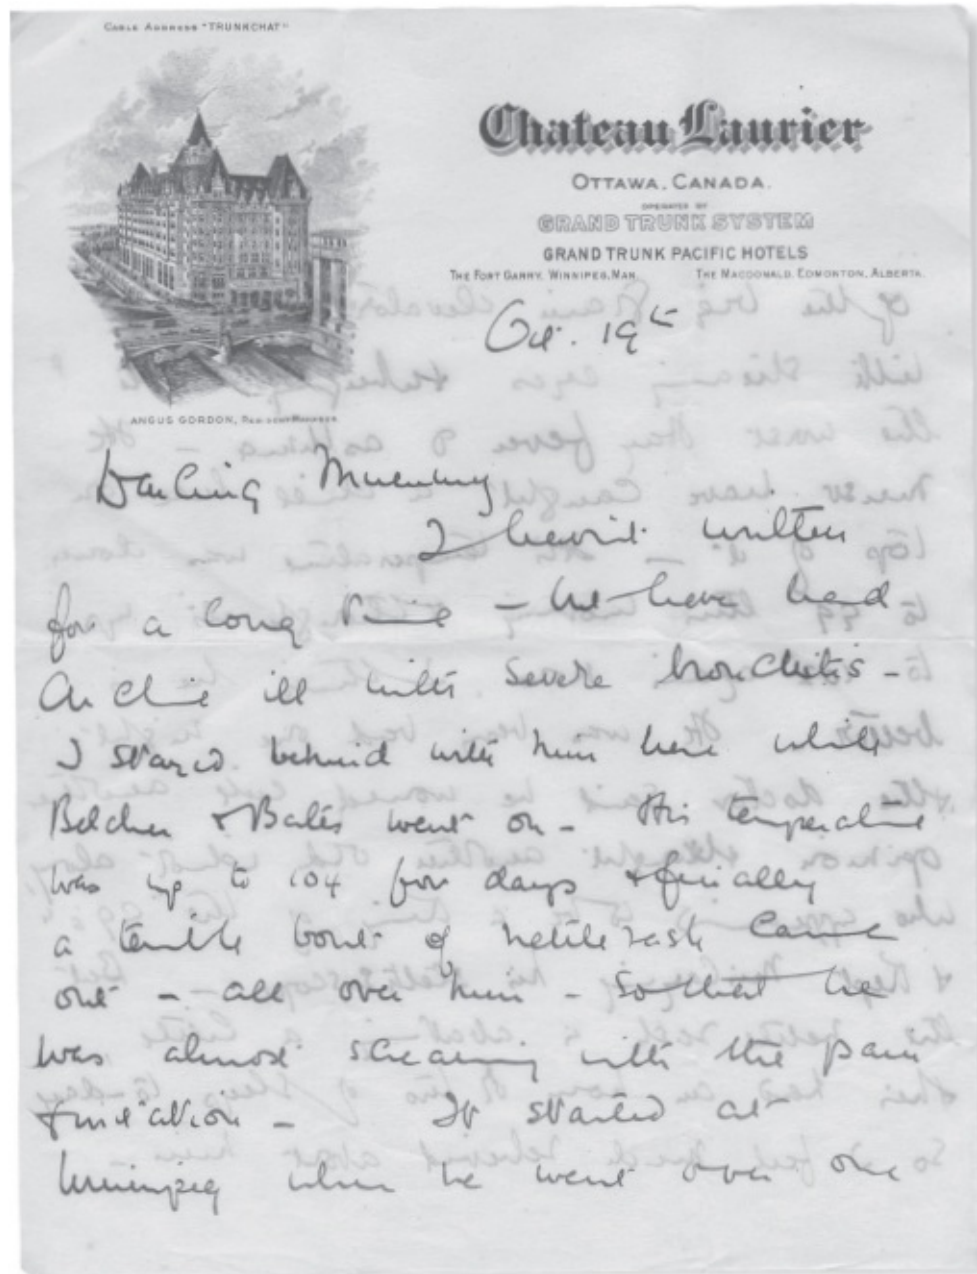 CABLE ADDRESS "TRUNKCHAT"
Chateau Laurier
OTTAWA, CANADA.
OPERATED BY
GRAND TRUNK SYSTEM
GRAND TRUNK PACIFIC HOTELS
THE FORT GARRY, WINNIPEG, MAN. THE MACDONALD, EDMONTON, ALBERTA.
ANGUS GORDON, RESIDENT MANAGER
Oct. 19th
Darling Mummy
I haven't written
for a long time – We have had
Archie ill with severe bronchitis –
I stayed behind with him here while
Belcher & Bates went on – His temperature
was up to 104 for days & finally
a terrible bout of nettlerash came
out – all over him – so that he
was almost screaming with the pain
& irritation – It started at
Winnipeg when he went over one